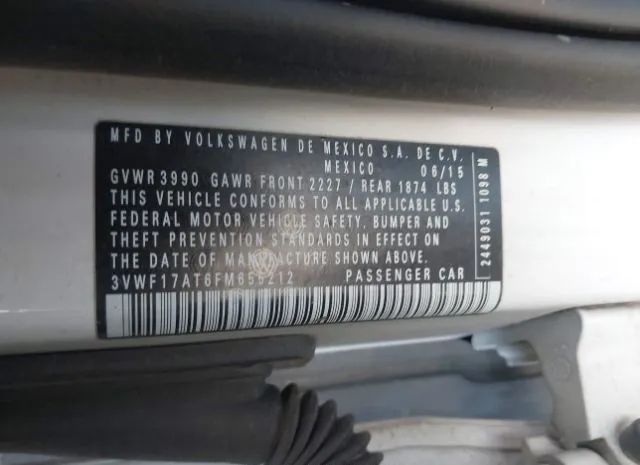 MFD BY VOLKSWAGEN DE MEXICO S.A. DE C.V.
MEXICO 06/15
GVWR 3990 GAWR FRONT 2227 / REAR 1874 LBS
THIS VEHICLE CONFORMS TO ALL APPLICABLE U.S.
FEDERAL MOTOR VEHICLE SAFETY, BUMPER AND
THEFT PREVENTION STANDARDS IN EFFECT ON
THE DATE OF MANUFACTURE SHOWN ABOVE.
3VWF17AT6FM655212 PASSENGER CAR
2449031 1098 M